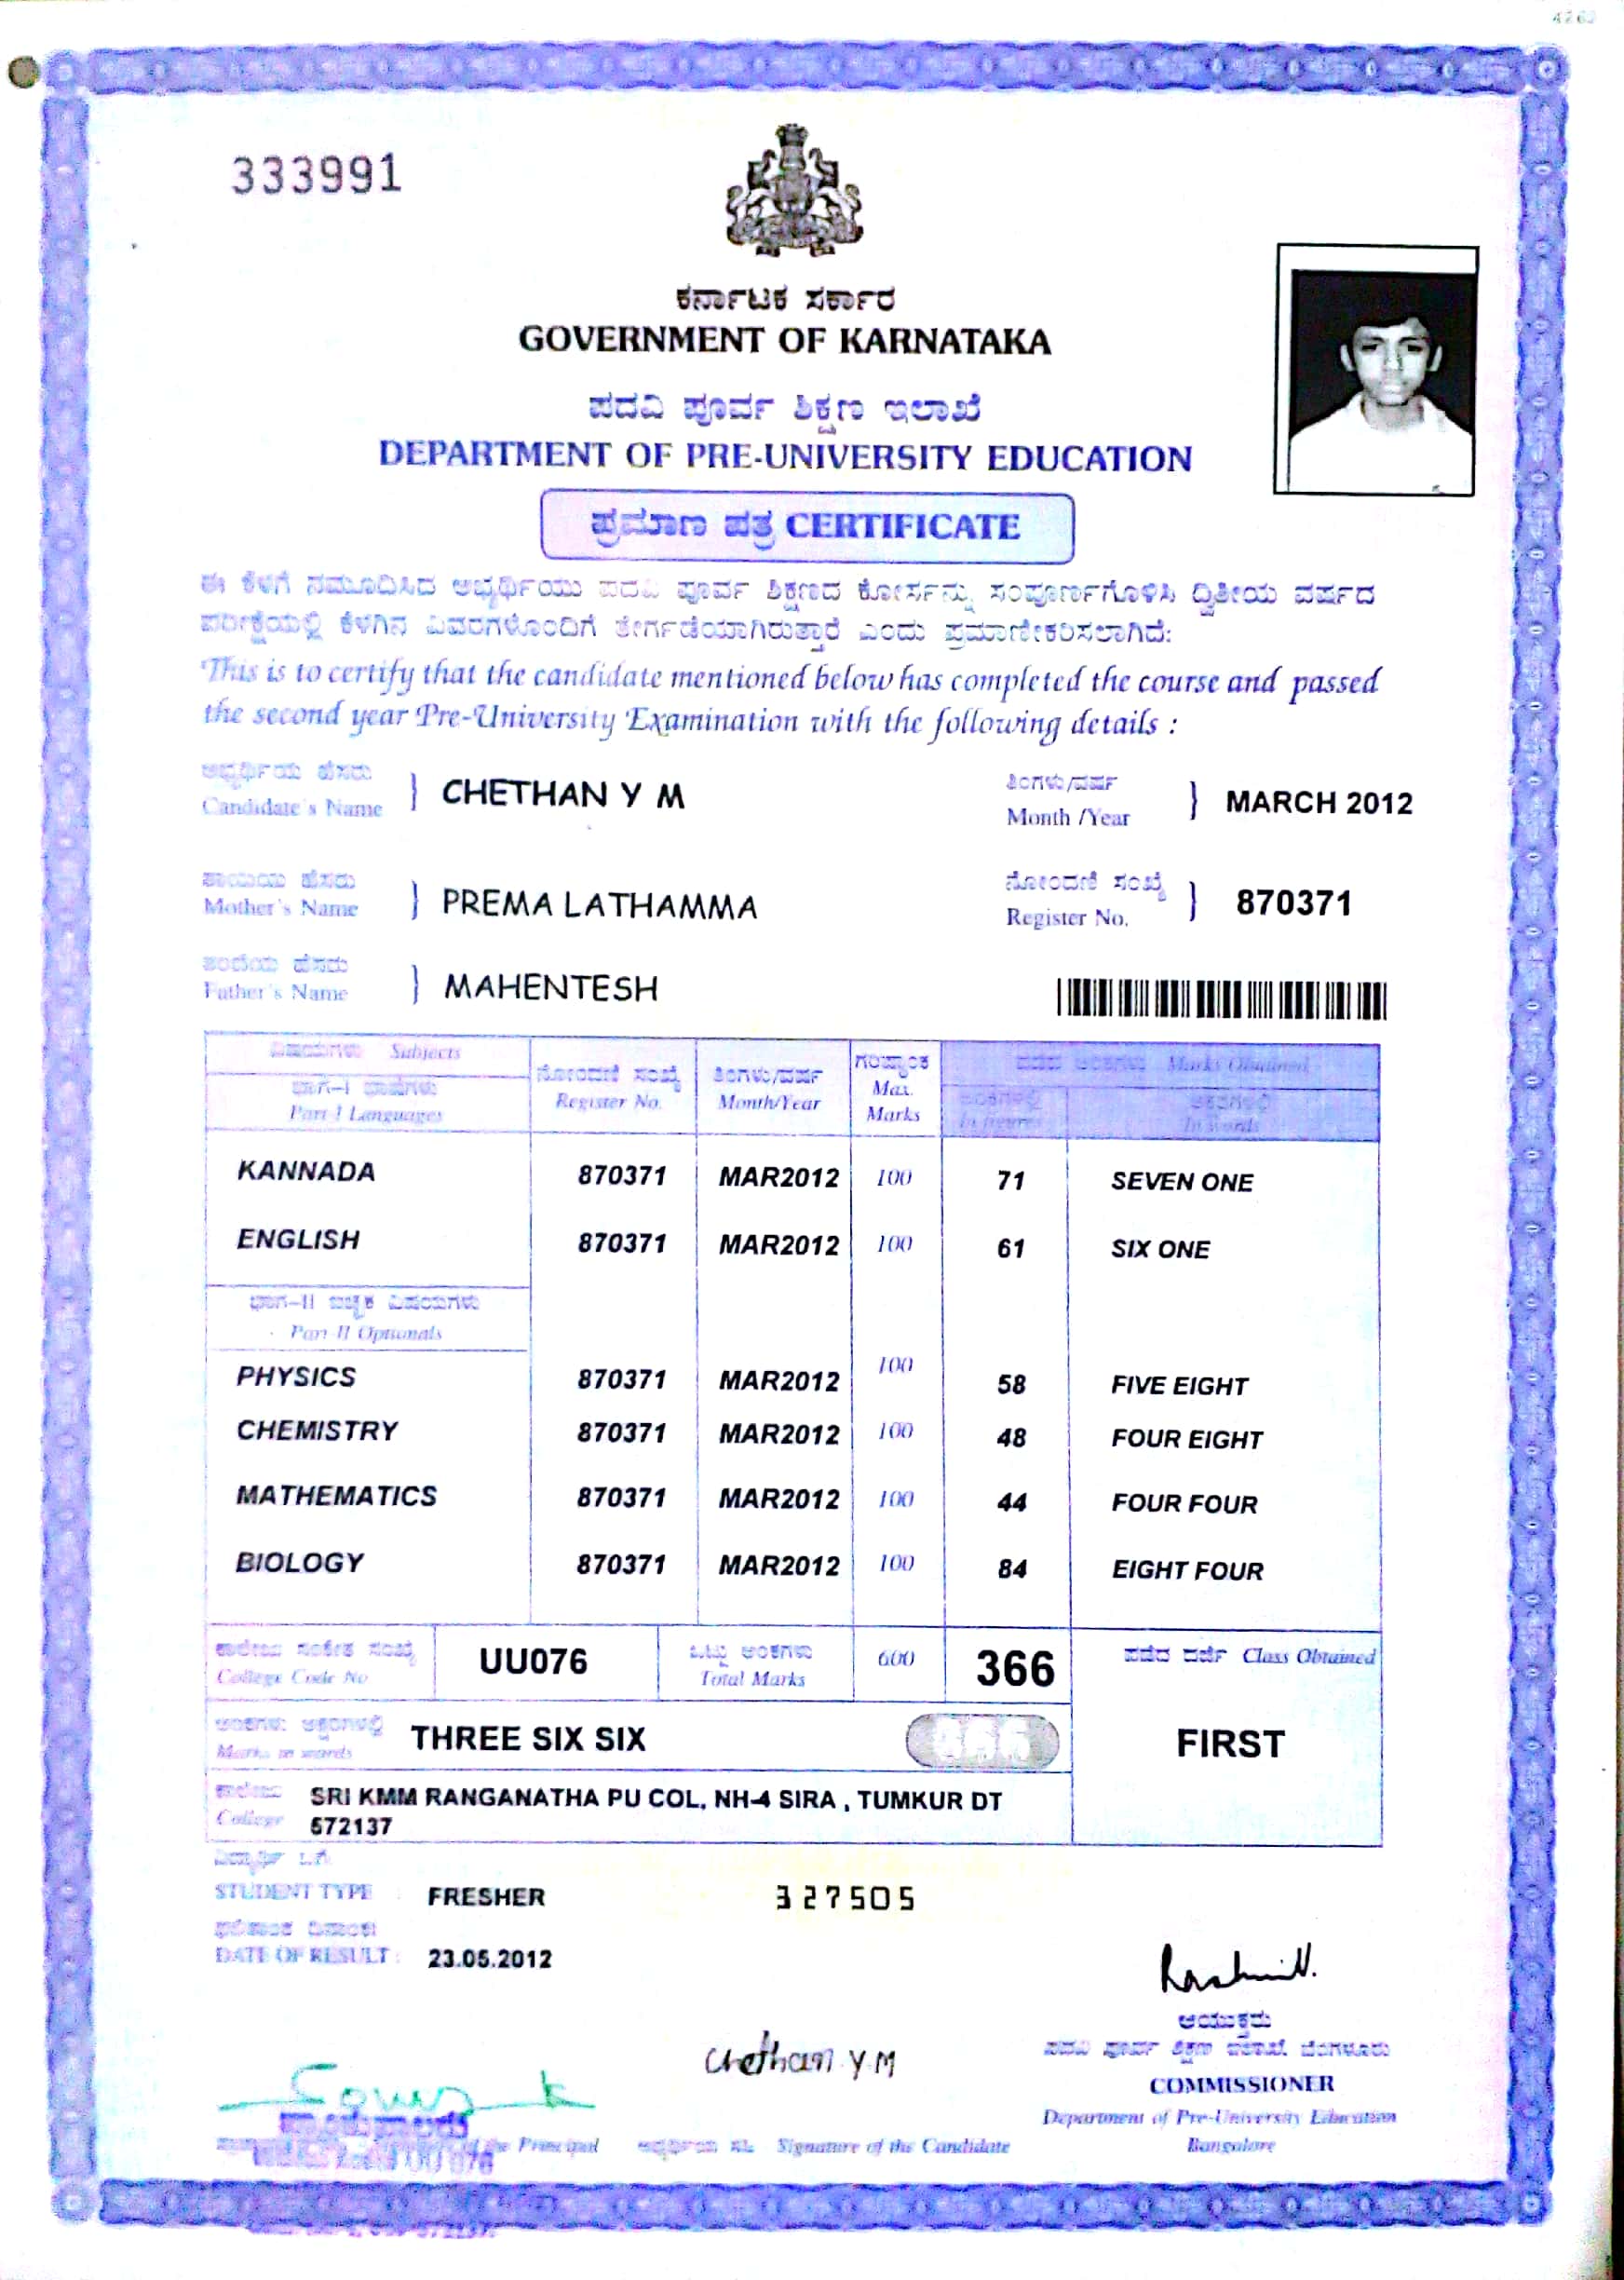 4262
333991
ಕರ್ನಾಟಕ ಸರ್ಕಾರ
GOVERNMENT OF KARNATAKA
ಪದವಿ ಪೂರ್ವ ಶಿಕ್ಷಣ ಇಲಾಖೆ
DEPARTMENT OF PRE-UNIVERSITY EDUCATION
ಪ್ರಮಾಣ ಪತ್ರ CERTIFICATE
ಈ ಕೆಳಗೆ ನಮೂದಿಸಿದ ಅಭ್ಯರ್ಥಿಯು ಪದವಿ ಪೂರ್ವ ಶಿಕ್ಷಣದ ಕೋರ್ಸನ್ನು ಸಂಪೂರ್ಣಗೊಳಿಸಿ ದ್ವಿತೀಯ ವರ್ಷದ
ಪರೀಕ್ಷೆಯಲ್ಲಿ ಕೆಳಗಿನ ವಿವರಗಳೊಂದಿಗೆ ತೇರ್ಗಡೆಯಾಗಿರುತ್ತಾರೆ ಎಂದು ಪ್ರಮಾಣೀಕರಿಸಲಾಗಿದೆ:
This is to certify that the candidate mentioned below has completed the course and passed
the second year Pre-University Examination with the following details :
ಅಭ್ಯರ್ಥಿಯ ಹೆಸರು
Candidate's Name } CHETHAN Y M
ತಿಂಗಳು/ವರ್ಷ
Month /Year } MARCH 2012
ತಾಯಿಯ ಹೆಸರು
Mother's Name } PREMA LATHAMMA
ನೋಂದಣಿ ಸಂಖ್ಯೆ
Register No. } 870371
ತಂದೆಯ ಹೆಸರು
Father's Name } MAHENTESH
ವಿಷಯಗಳು Subjects
ಭಾಗ-I ಭಾಷೆಗಳು
Part-I Languages
ನೋಂದಣಿ ಸಂಖ್ಯೆ
Register No.
ತಿಂಗಳು/ವರ್ಷ
Month/Year
ಗರಿಷ್ಠಾಂಕ
Max.
Marks
ಪಡೆದ ಅಂಕಗಳು Marks Obtained
ಅಂಕಗಳಲ್ಲಿ
In figures
ಅಕ್ಷರಗಳಲ್ಲಿ
In words
KANNADA 870371 MAR2012 100 71 SEVEN ONE
ENGLISH 870371 MAR2012 100 61 SIX ONE
ಭಾಗ-II ಐಚ್ಛಿಕ ವಿಷಯಗಳು
Part-II Optionals
PHYSICS 870371 MAR2012 100 58 FIVE EIGHT
CHEMISTRY 870371 MAR2012 100 48 FOUR EIGHT
MATHEMATICS 870371 MAR2012 100 44 FOUR FOUR
BIOLOGY 870371 MAR2012 100 84 EIGHT FOUR
ಕಾಲೇಜು ಸಂಕೇತ ಸಂಖ್ಯೆ
College Code No UU076
ಒಟ್ಟು ಅಂಕಗಳು
Total Marks 600 366
ಪಡೆದ ದರ್ಜೆ Class Obtained
FIRST
ಅಂಕಗಳು ಅಕ್ಷರಗಳಲ್ಲಿ
Marks in words THREE SIX SIX
ಕಾಲೇಜು
College SRI KMM RANGANATHA PU COL, NH-4 SIRA , TUMKUR DT
572137
STUDENT TYPE : FRESHER 327505
ಫಲಿತಾಂಶ ದಿನಾಂಕ
DATE OF RESULT : 23.05.2012
ಆಯುಕ್ತರು
ಪದವಿ ಪೂರ್ವ ಶಿಕ್ಷಣ ಇಲಾಖೆ, ಬೆಂಗಳೂರು
COMMISSIONER
Department of Pre-University Education
Bangalore
Chethan Y M
the Principal
Signature of the Candidate